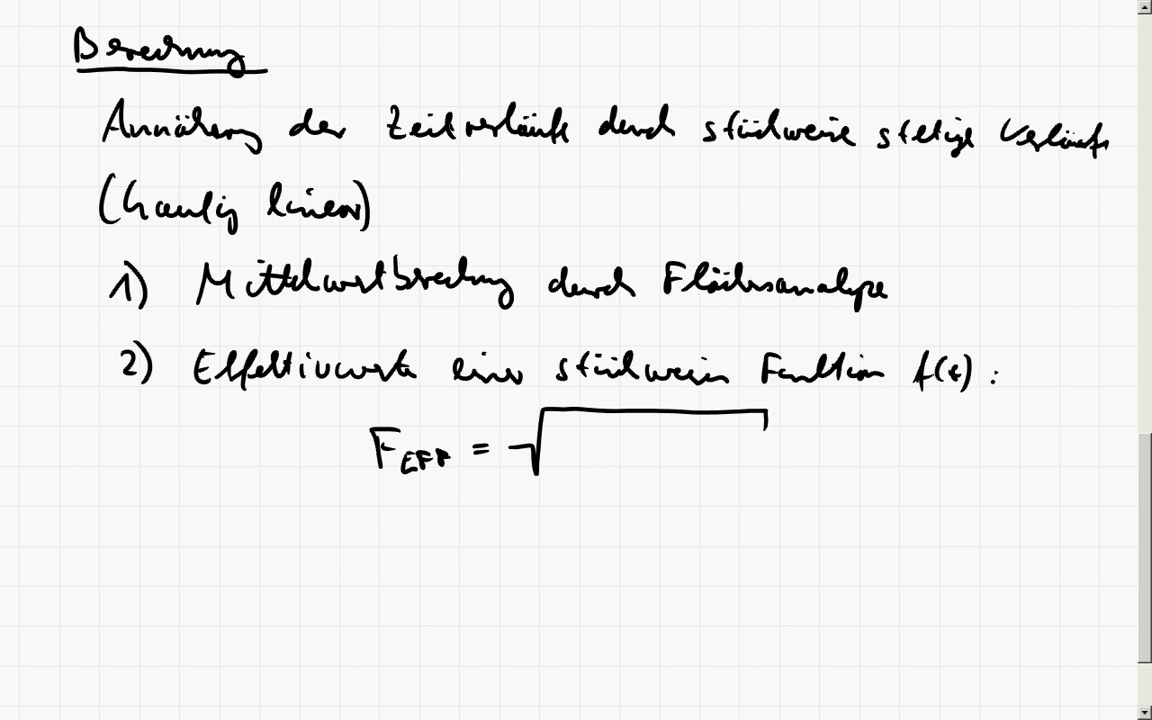 Berechnung
Annäherung der Zeitverläufe durch stückweise stetige Verläufe
(häufig linear)
1) Mittelwertberechnung durch Flächenanalyse
2) Effektivwerte einer stückweisen Funktion f(t) :
F_EFF = √